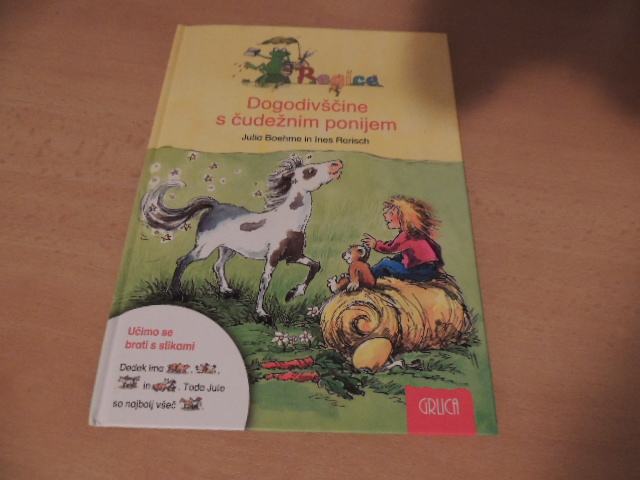 Reglica
Dogodivščine
s čudežnim ponijem
Julia Boehme in Ines Rarisch
Učimo se
brati s slikami
Dedek ima , ,
in . Toda Jule
so najbolj všeč .
GRLICA